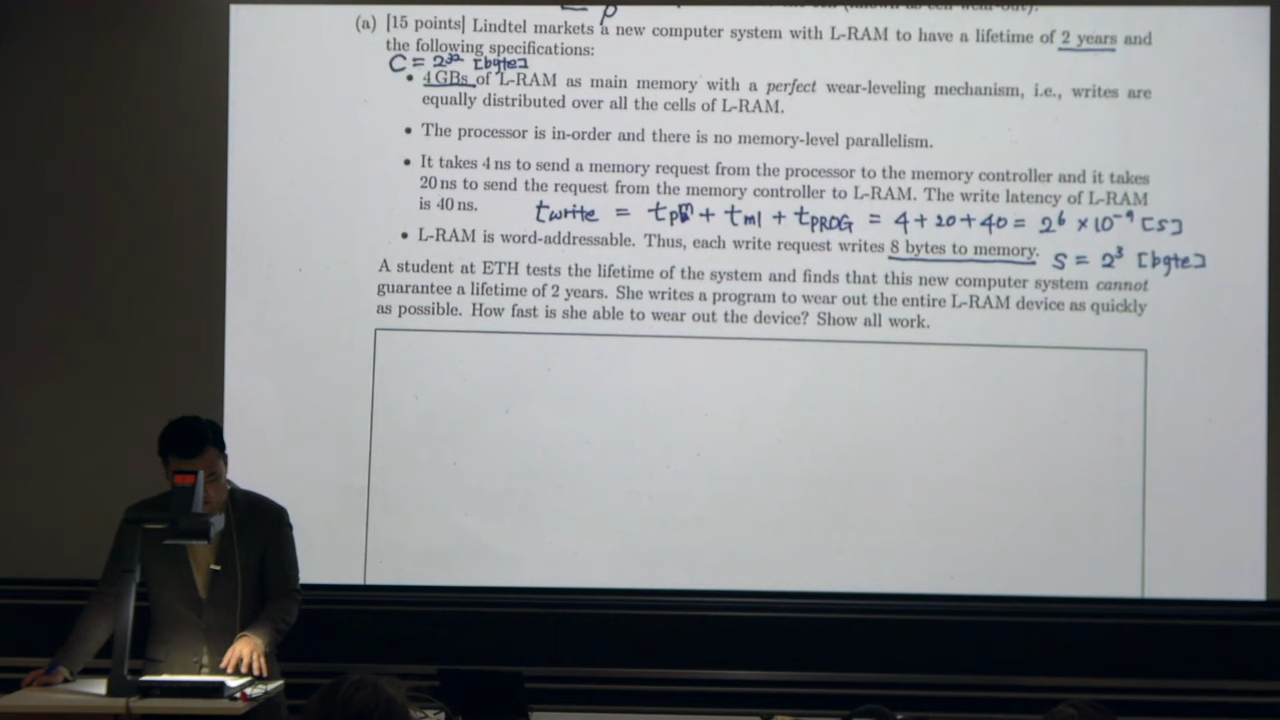 (a) [15 points] Lindtel markets a new computer system with L-RAM to have a lifetime of 2 years and
the following specifications:
C = 2³² [byte]
• 4 GBs of L-RAM as main memory with a perfect wear-leveling mechanism, i.e., writes are
equally distributed over all the cells of L-RAM.
• The processor is in-order and there is no memory-level parallelism.
• It takes 4 ns to send a memory request from the processor to the memory controller and it takes
20 ns to send the request from the memory controller to L-RAM. The write latency of L-RAM
is 40 ns.
t_write = t_pm + t_ml + t_PROG = 4 + 20 + 40 = 2⁶ × 10⁻⁹ [s]
• L-RAM is word-addressable. Thus, each write request writes 8 bytes to memory.
S = 2³ [byte]
A student at ETH tests the lifetime of the system and finds that this new computer system cannot
guarantee a lifetime of 2 years. She writes a program to wear out the entire L-RAM device as quickly
as possible. How fast is she able to wear out the device? Show all work.